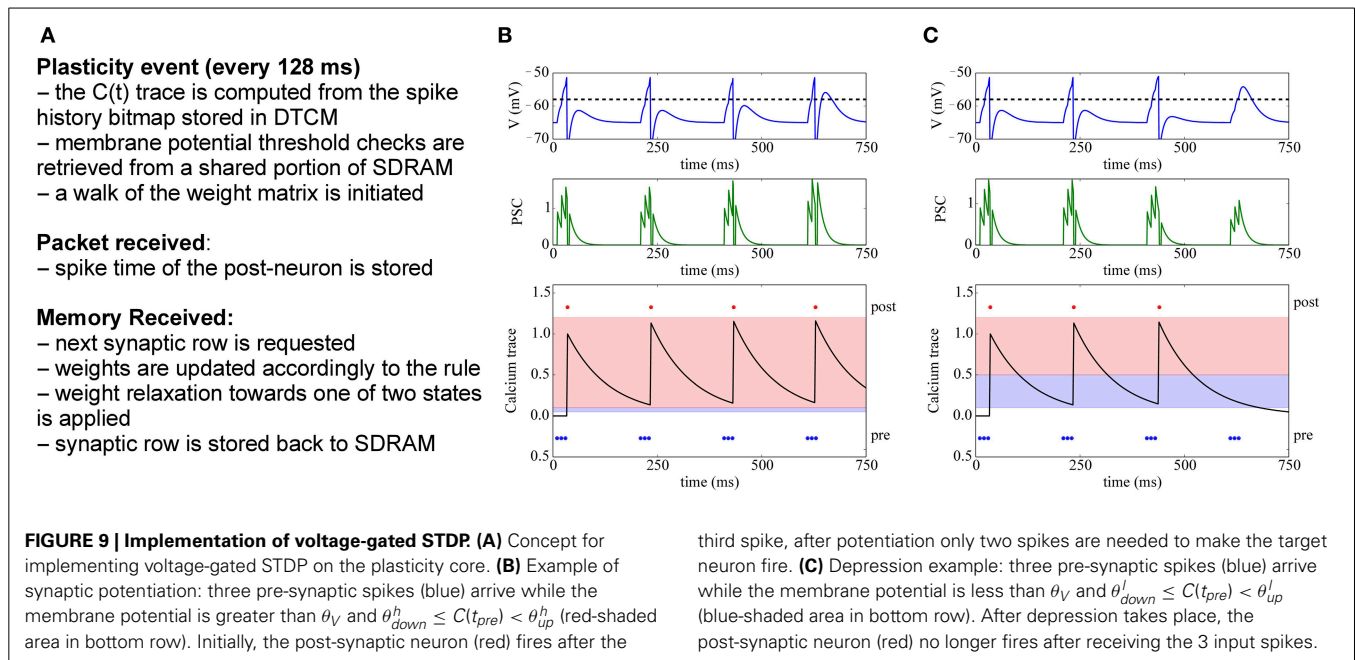 A
Plasticity event (every 128 ms)
– the C(t) trace is computed from the spike
history bitmap stored in DTCM
– membrane potential threshold checks are
retrieved from a shared portion of SDRAM
– a walk of the weight matrix is initiated
Packet received:
– spike time of the post-neuron is stored
Memory Received:
– next synaptic row is requested
– weights are updated accordingly to the rule
– weight relaxation towards one of two states
is applied
– synaptic row is stored back to SDRAM
B
V (mV)
−50
−60
−70
0 250 500 750
time (ms)
PSC
1
0
0 250 500 750
Calcium trace
1.5
1.0
0.5
0.0
0.5
post
pre
0 250 500 750
time (ms)
C
V (mV)
−50
−60
−70
0 250 500 750
time (ms)
PSC
1
0
0 250 500 750
Calcium trace
1.5
1.0
0.5
0.0
0.5
post
pre
0 250 500 750
time (ms)
FIGURE 9 | Implementation of voltage-gated STDP. (A) Concept for
implementing voltage-gated STDP on the plasticity core. (B) Example of
synaptic potentiation: three pre-synaptic spikes (blue) arrive while the
membrane potential is greater than θ_V and θ^h_down ≤ C(t_pre) < θ^h_up (red-shaded
area in bottom row). Initially, the post-synaptic neuron (red) fires after the
third spike, after potentiation only two spikes are needed to make the target
neuron fire. (C) Depression example: three pre-synaptic spikes (blue) arrive
while the membrane potential is less than θ_V and θ^l_down ≤ C(t_pre) < θ^l_up
(blue-shaded area in bottom row). After depression takes place, the
post-synaptic neuron (red) no longer fires after receiving the 3 input spikes.